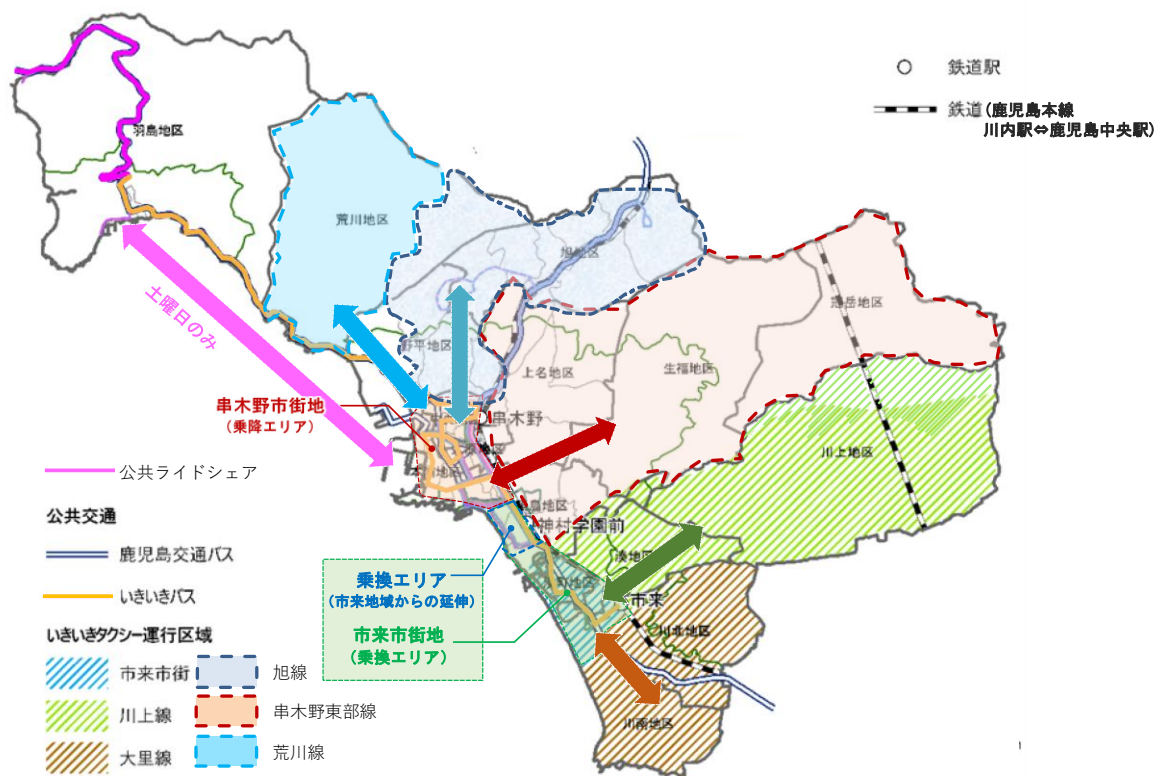 鉄道駅
鉄道(鹿児島本線
川内駅⇔鹿児島中央駅)
羽島地区
荒川地区
旭地区
土曜日のみ
野平地区
上名地区
生福地区
冠岳地区
串木野市街地
(乗降エリア)
串木野
川上地区
公共ライドシェア
神村学園前
公共交通
鹿児島交通バス
乗換エリア
(市来地域からの延伸)
湊地区
いきいきバス
市来市街地
(乗換エリア)
市来
川北地区
いきいきタクシー運行区域
市来市街
旭線
川上線
串木野東部線
川南地区
大里線
荒川線